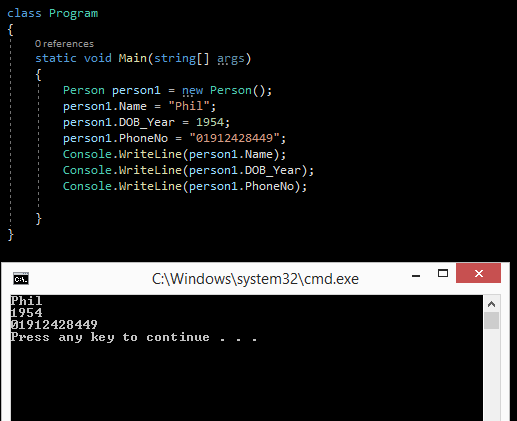 class Program
{
0 references
static void Main(string[] args)
{
Person person1 = new Person();
person1.Name = "Phil";
person1.DOB_Year = 1954;
person1.PhoneNo = "01912428449";
Console.WriteLine(person1.Name);
Console.WriteLine(person1.DOB_Year);
Console.WriteLine(person1.PhoneNo);
}
}
C:\Windows\system32\cmd.exe
Phil
1954
01912428449
Press any key to continue . . .